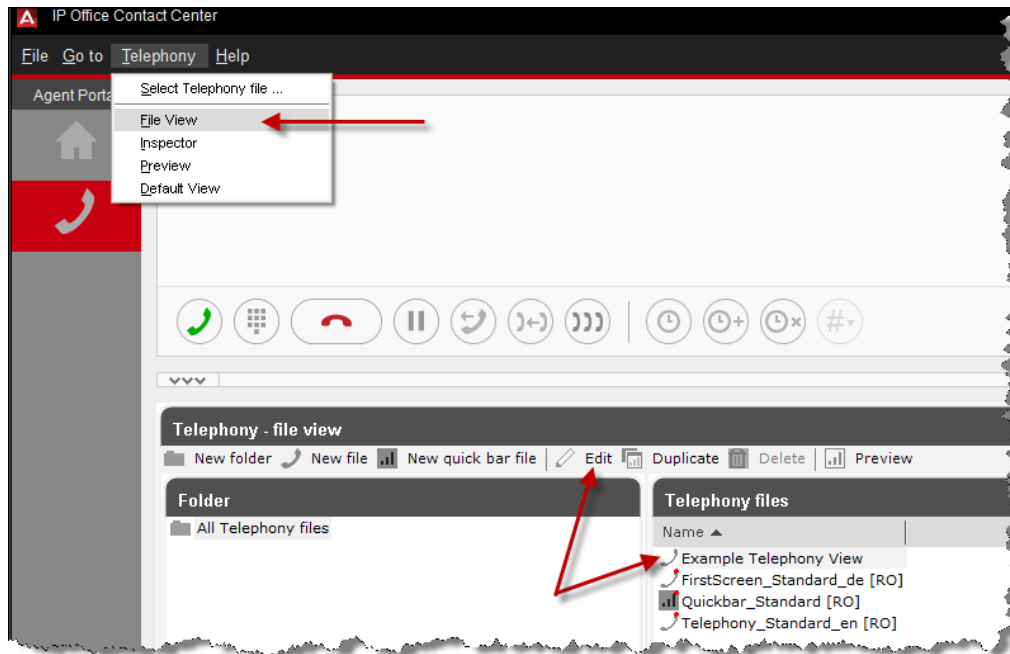 IP Office Contact Center
File Go to Telephony Help
Agent Porta
Select Telephony file ...
File View
Inspector
Preview
Default View
#
Telephony - file view
New folder New file New quick bar file Edit Duplicate Delete Preview
Folder
Telephony files
All Telephony files
Name
Example Telephony View
FirstScreen_Standard_de [RO]
Quickbar_Standard [RO]
Telephony_Standard_en [RO]